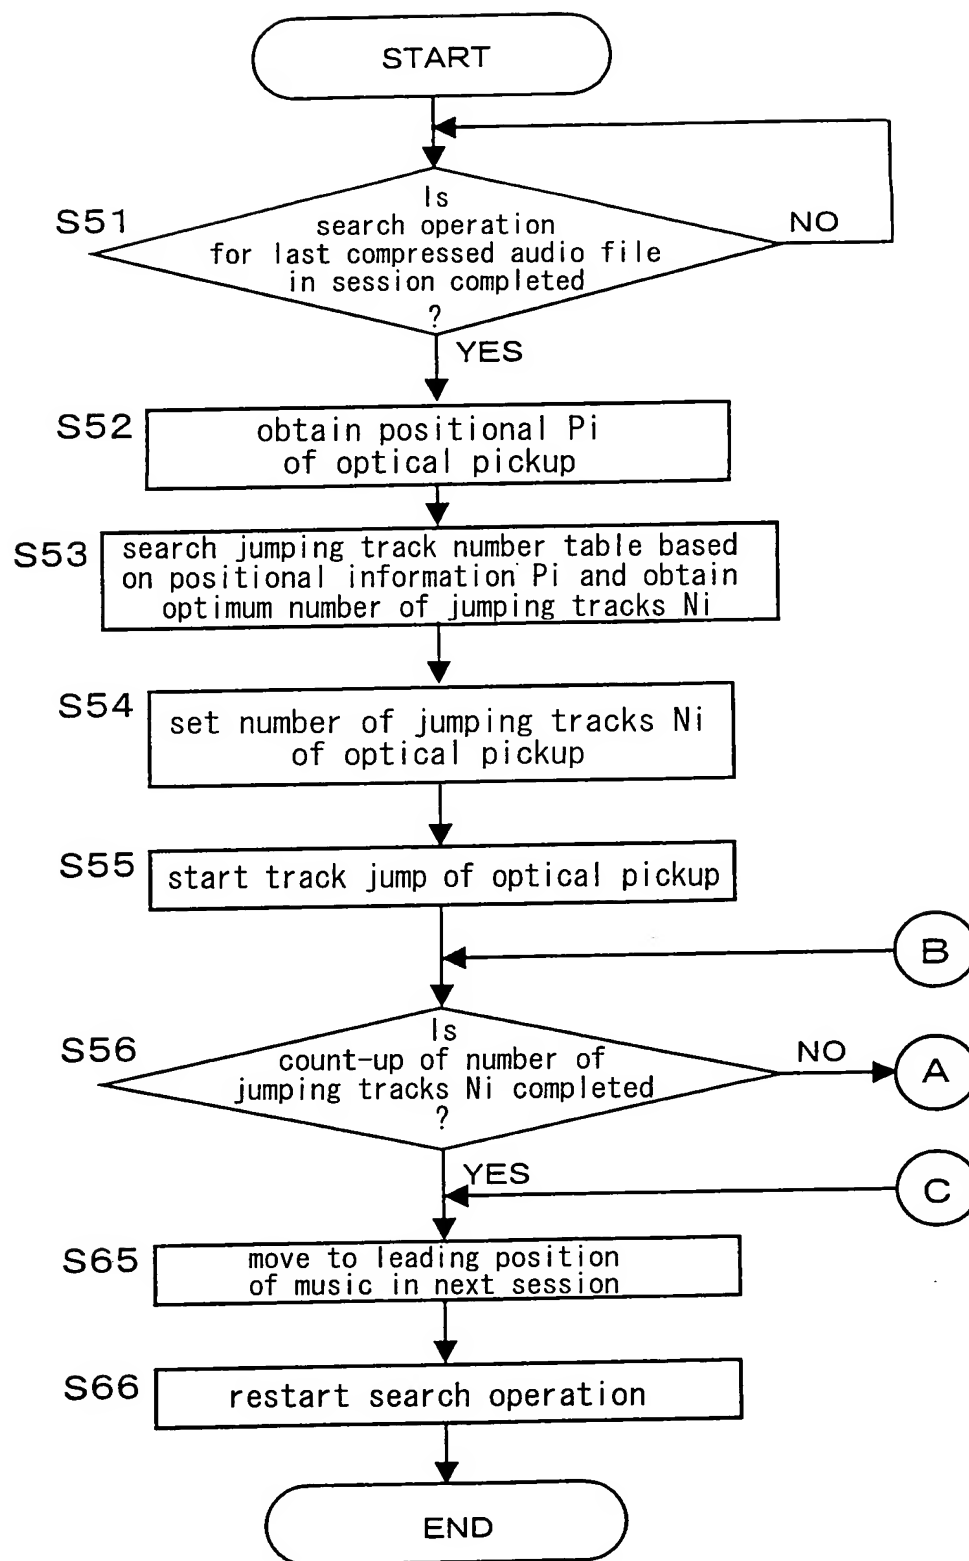 START
S51
Is
search operation
for last compressed audio file
in session completed
?
NO
YES
S52
obtain positional Pi
of optical pickup
S53
search jumping track number table based
on positional information Pi and obtain
optimum number of jumping tracks Ni
S54
set number of jumping tracks Ni
of optical pickup
S55
start track jump of optical pickup
B
S56
Is
count-up of number of
jumping tracks Ni completed
?
NO
A
YES
C
S65
move to leading position
of music in next session
S66
restart search operation
END